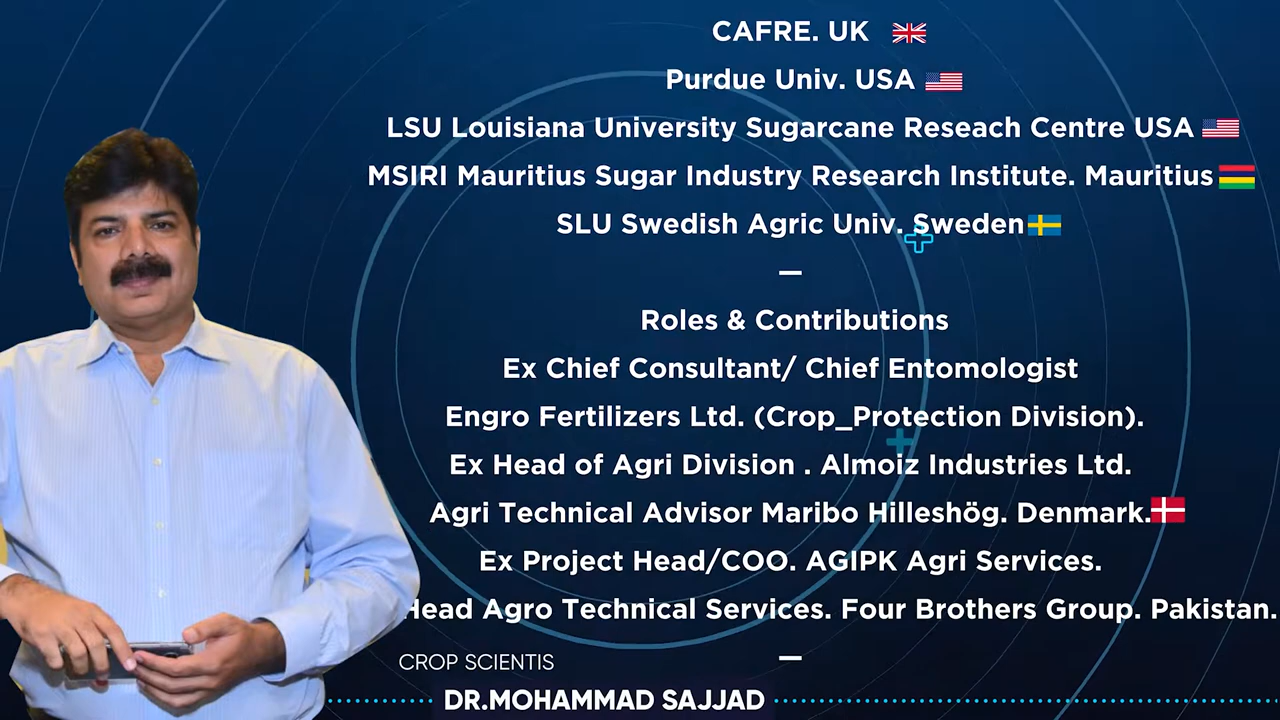 CAFRE. UK
Purdue Univ. USA
LSU Louisiana University Sugarcane Reseach Centre USA
MSIRI Mauritius Sugar Industry Research Institute. Mauritius
SLU Swedish Agric Univ. Sweden
–
Roles & Contributions
Ex Chief Consultant/ Chief Entomologist
Engro Fertilizers Ltd. (Crop_Protection Division).
Ex Head of Agri Division . Almoiz Industries Ltd.
Agri Technical Advisor Maribo Hilleshög. Denmark.
Ex Project Head/COO. AGIPK Agri Services.
Head Agro Technical Services. Four Brothers Group. Pakistan.
–
CROP SCIENTIS
DR.MOHAMMAD SAJJAD